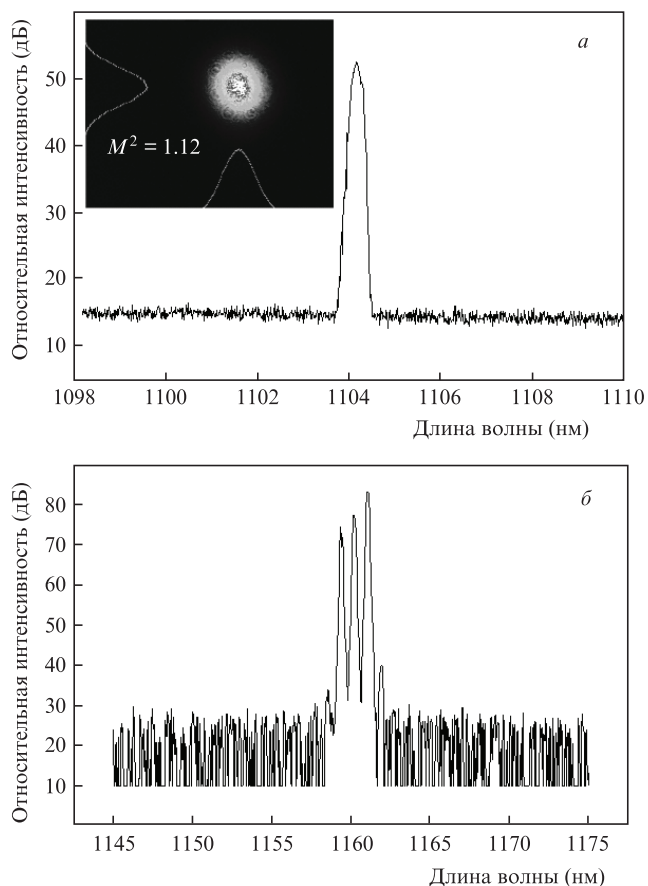 Относительная интенсивность (дБ)
а
50
40
30
20
10
M² = 1.12
1098 1100 1102 1104 1106 1108 1110
Длина волны (нм)
Относительная интенсивность (дБ)
б
80
70
60
50
40
30
20
10
1145 1150 1155 1160 1165 1170 1175
Длина волны (нм)